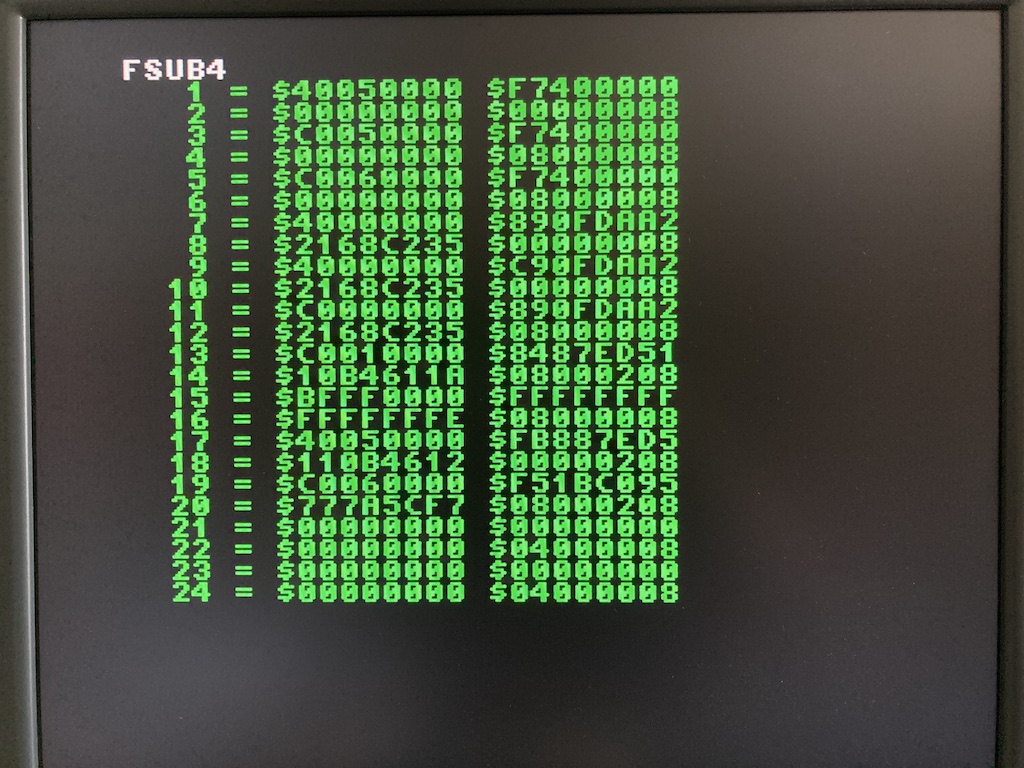 FSUB4
1 = $40050000 $F7400000
2 = $00000000 $00000008
3 = $C0050000 $F7400000
4 = $00000000 $08000008
5 = $C0060000 $F7400000
6 = $00000000 $08000008
7 = $40000000 $890FDAA2
8 = $2168C235 $00000008
9 = $40000000 $C90FDAA2
10 = $2168C235 $00000008
11 = $C0000000 $890FDAA2
12 = $2168C235 $08000008
13 = $C0010000 $8487ED51
14 = $10B4611A $08000208
15 = $BFFF0000 $FFFFFFFF
16 = $FFFFFFFE $08000008
17 = $40050000 $FB887ED5
18 = $110B4612 $00000208
19 = $C0060000 $F51BC095
20 = $777A5CF7 $08000208
21 = $00000000 $00000000
22 = $00000000 $04000008
23 = $00000000 $00000000
24 = $00000000 $04000008